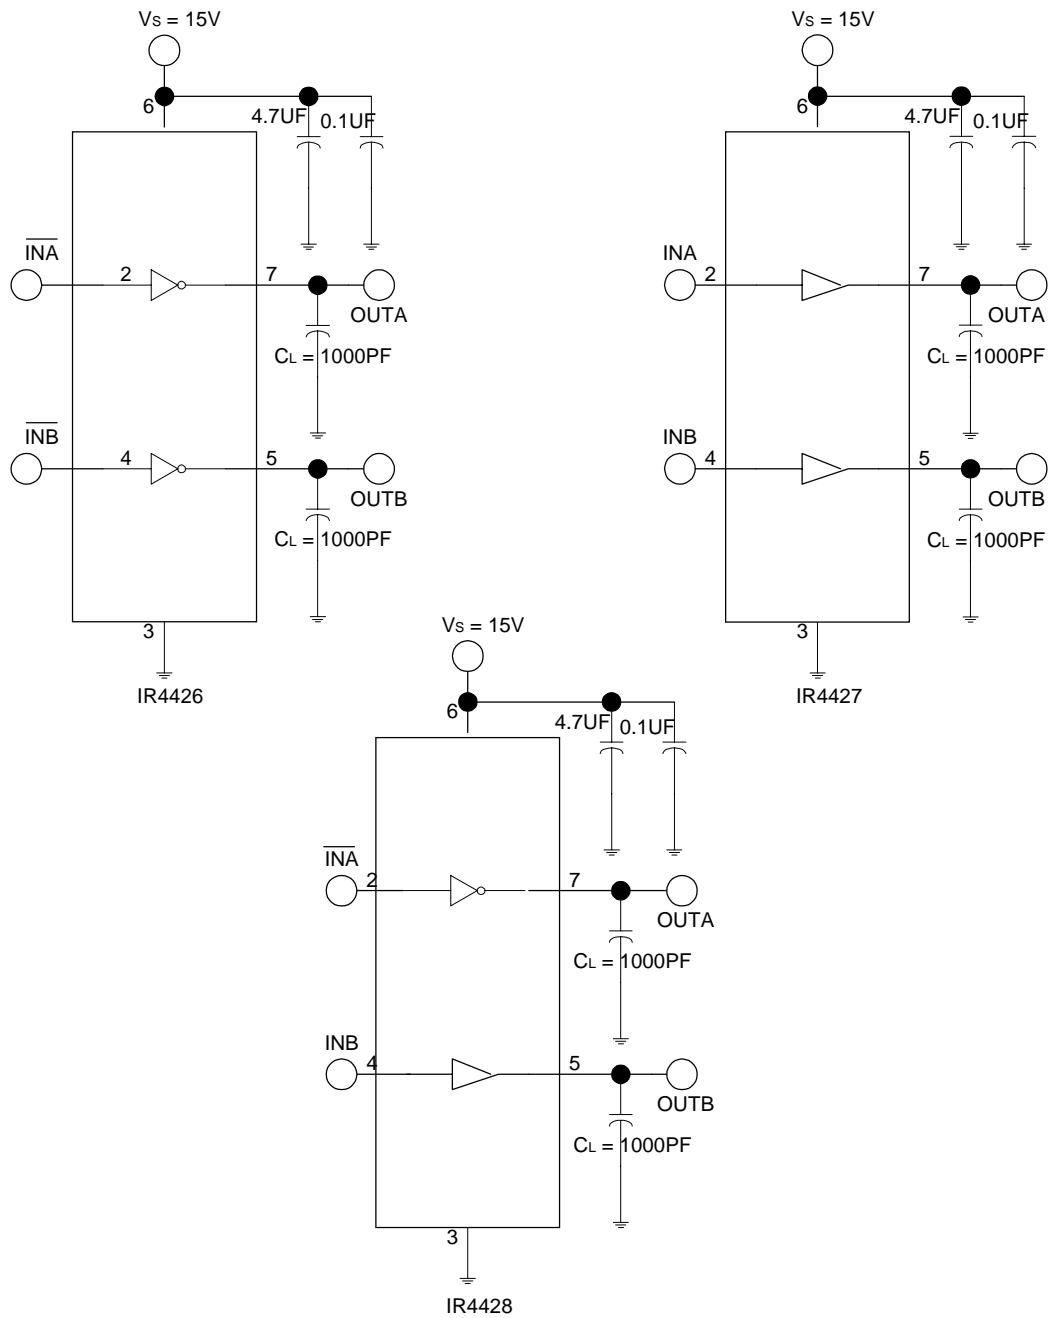 Vs = 15V
6
4.7UF 0.1UF
INA
2
7
OUTA
CL = 1000PF
INB
4
5
OUTB
CL = 1000PF
3
IR4426
Vs = 15V
6
4.7UF 0.1UF
INA
2
7
OUTA
CL = 1000PF
INB
4
5
OUTB
CL = 1000PF
3
IR4427
Vs = 15V
6
4.7UF 0.1UF
INA
2
7
OUTA
CL = 1000PF
INB
4
5
OUTB
CL = 1000PF
3
IR4428